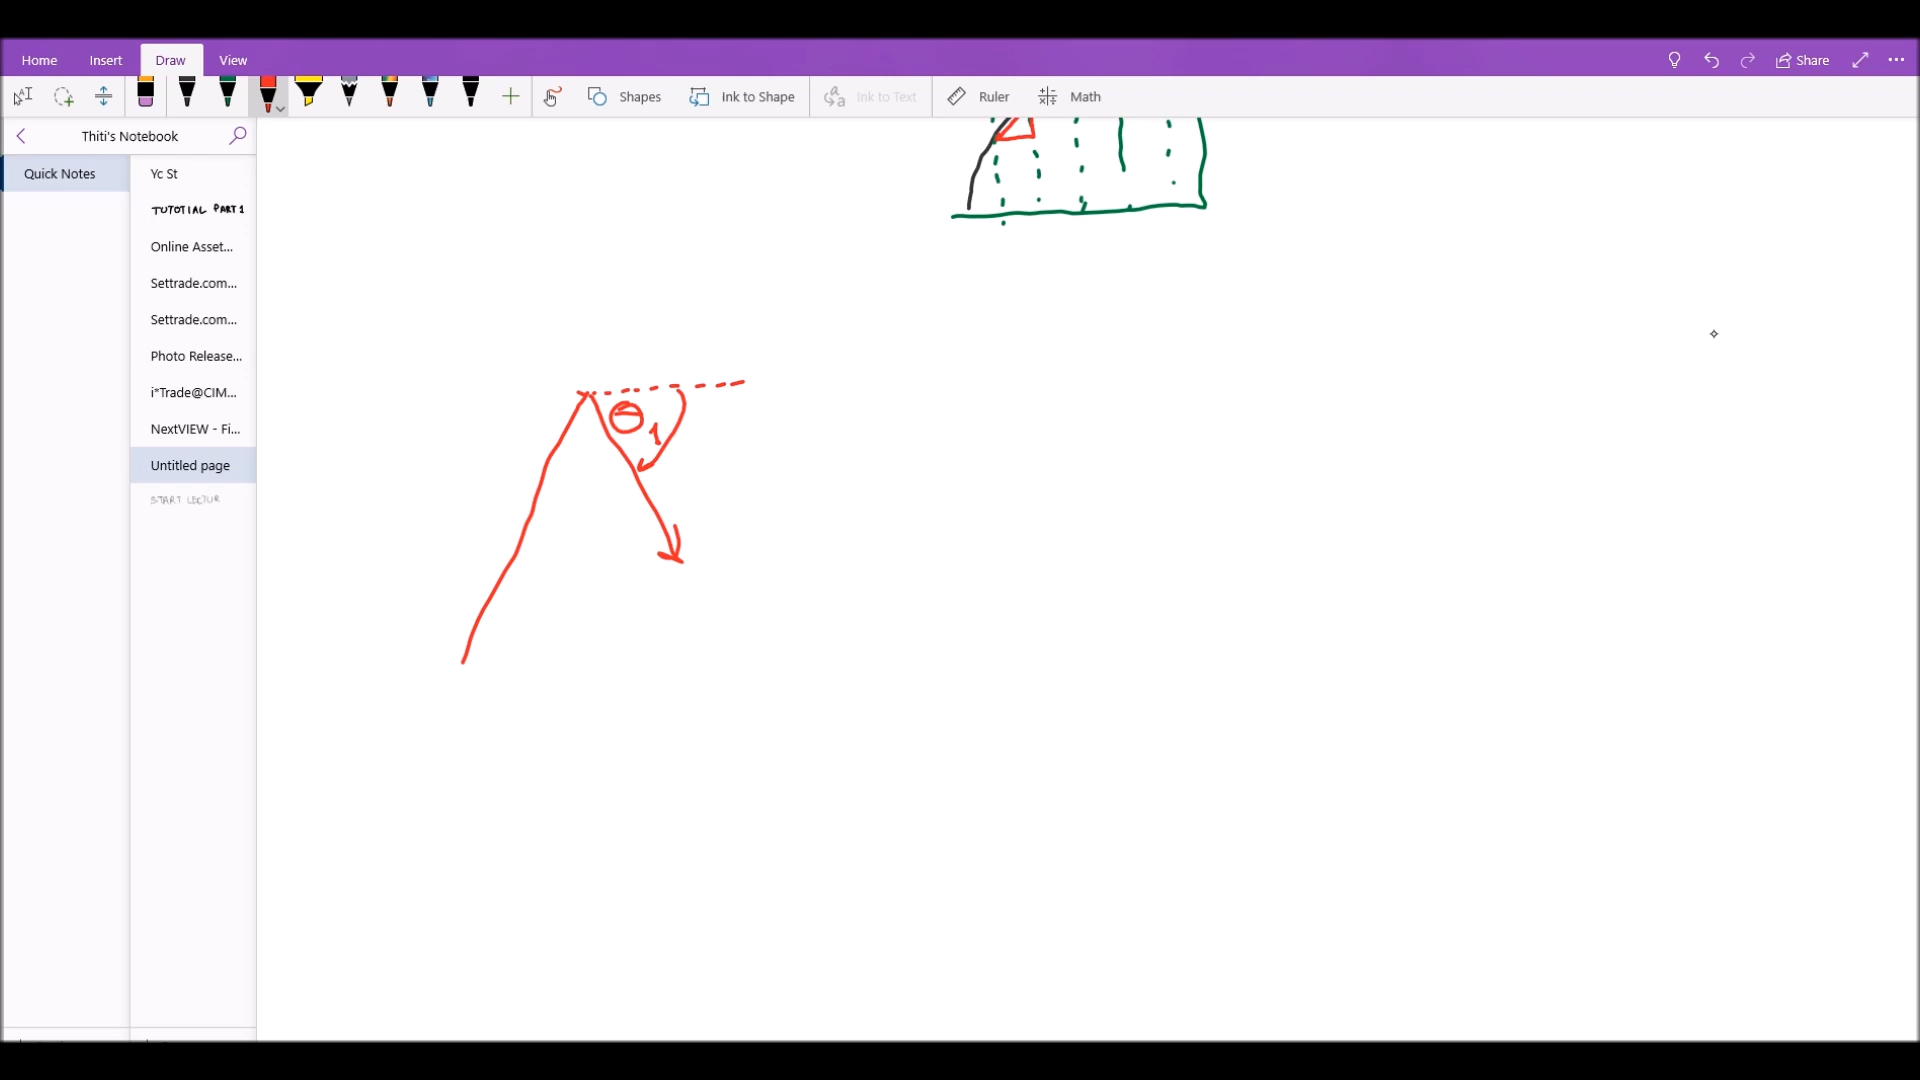 Home Insert Draw View Share
Shapes Ink to Shape Ink to Text Ruler Math
Thiti's Notebook
Quick Notes
Yc St
TUTOTIAL PART 1
Online Asset...
Settrade.com...
Settrade.com...
Photo Release...
i*Trade@CIM...
NextVIEW - Fi...
Untitled page
START LECTUR
Θ1